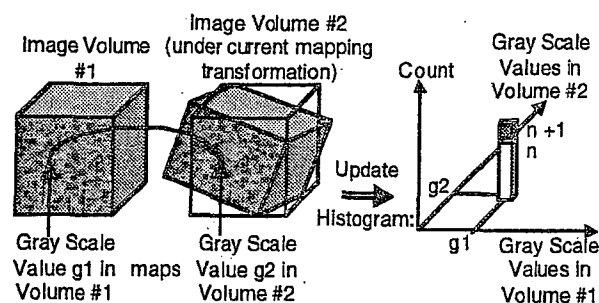 Image Volume
#1
Image Volume #2
(under current mapping
transformation)
Gray Scale
Value g1 in
Volume #1
maps
Gray Scale
Value g2 in
Volume #2
Update
Histogram:
Count
Gray Scale
Values in
Volume #2
n +1
n
g2
g1
Gray Scale
Values in
Volume #1